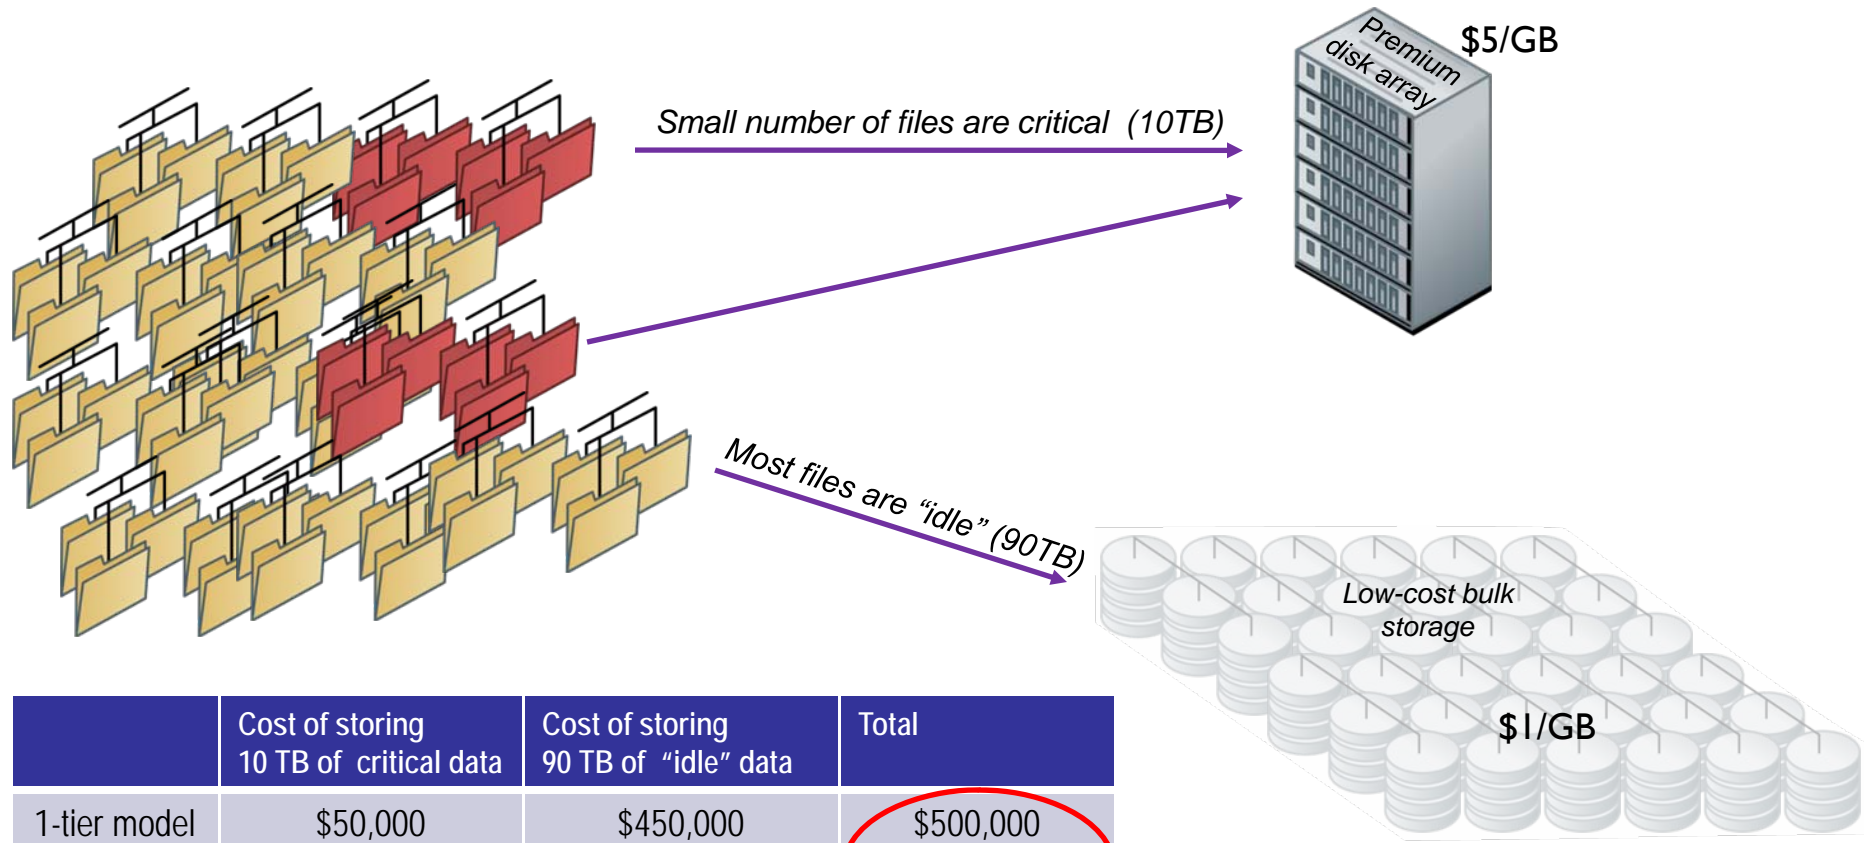 Premium
disk array
$5/GB
Small number of files are critical (10TB)
Most files are “idle” (90TB)
Low-cost bulk
storage
$1/GB
Cost of storing
10 TB of critical data
Cost of storing
90 TB of “idle” data
Total
1-tier model $50,000 $450,000 $500,000